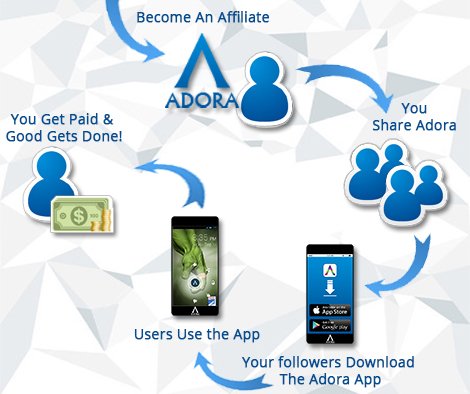 Become An Affiliate
ADORA
You
Share Adora
You Get Paid &
Good Gets Done!
App Store
Google play
Users Use the App
Your followers Download
The Adora App